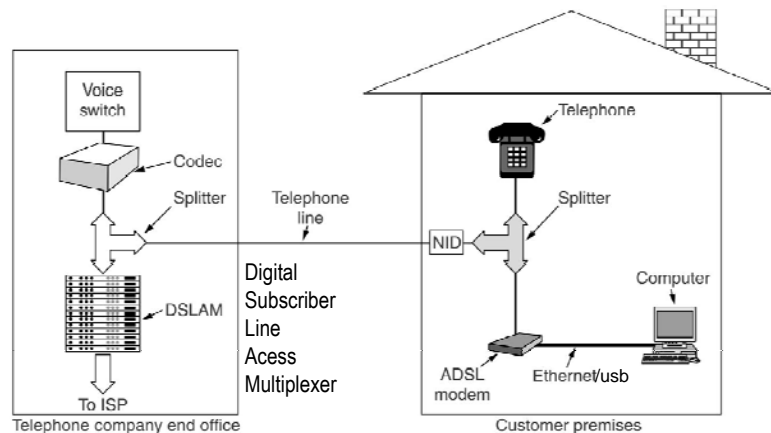 Voice
switch
Codec
Splitter
Telephone
line
Digital
Subscriber
Line
Acess
Multiplexer
DSLAM
To ISP
Telephone company end office
Telephone
NID
Splitter
Computer
ADSL
modem
Ethernet/usb
Customer premises